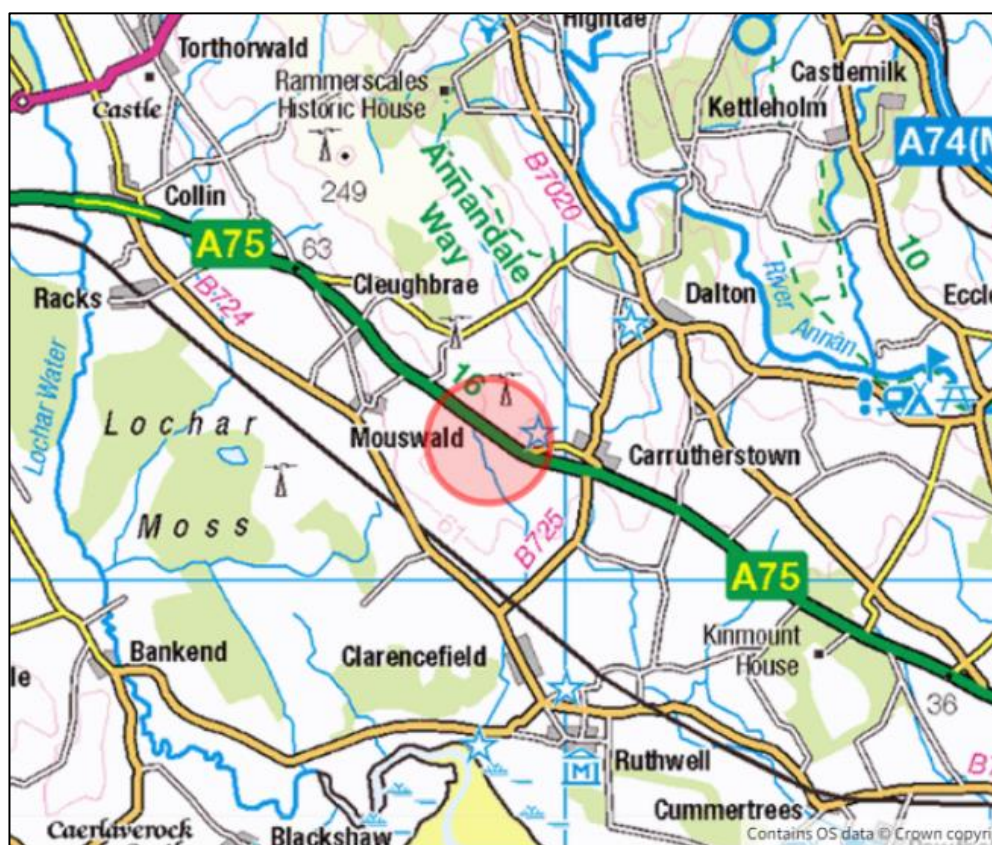 Hightae
Torthorwald
Castle
Rammerscales
Historic House
Castlemilk
Kettleholm
A74(M
249
Annandale
Way
B7020
Collin
A75
63
10
Racks
B724
Cleughbrae
Dalton
River
Annan
Eccle
Lochar Water
16
Lochar
Moss
Mouswald
Carrutherstown
61
B725
A75
Bankend
Clarencefield
Kinmount
House
le
36
M
Ruthwell
B7
Cummertrees
Caerlaverock
Blackshaw
Contains OS data © Crown copyri